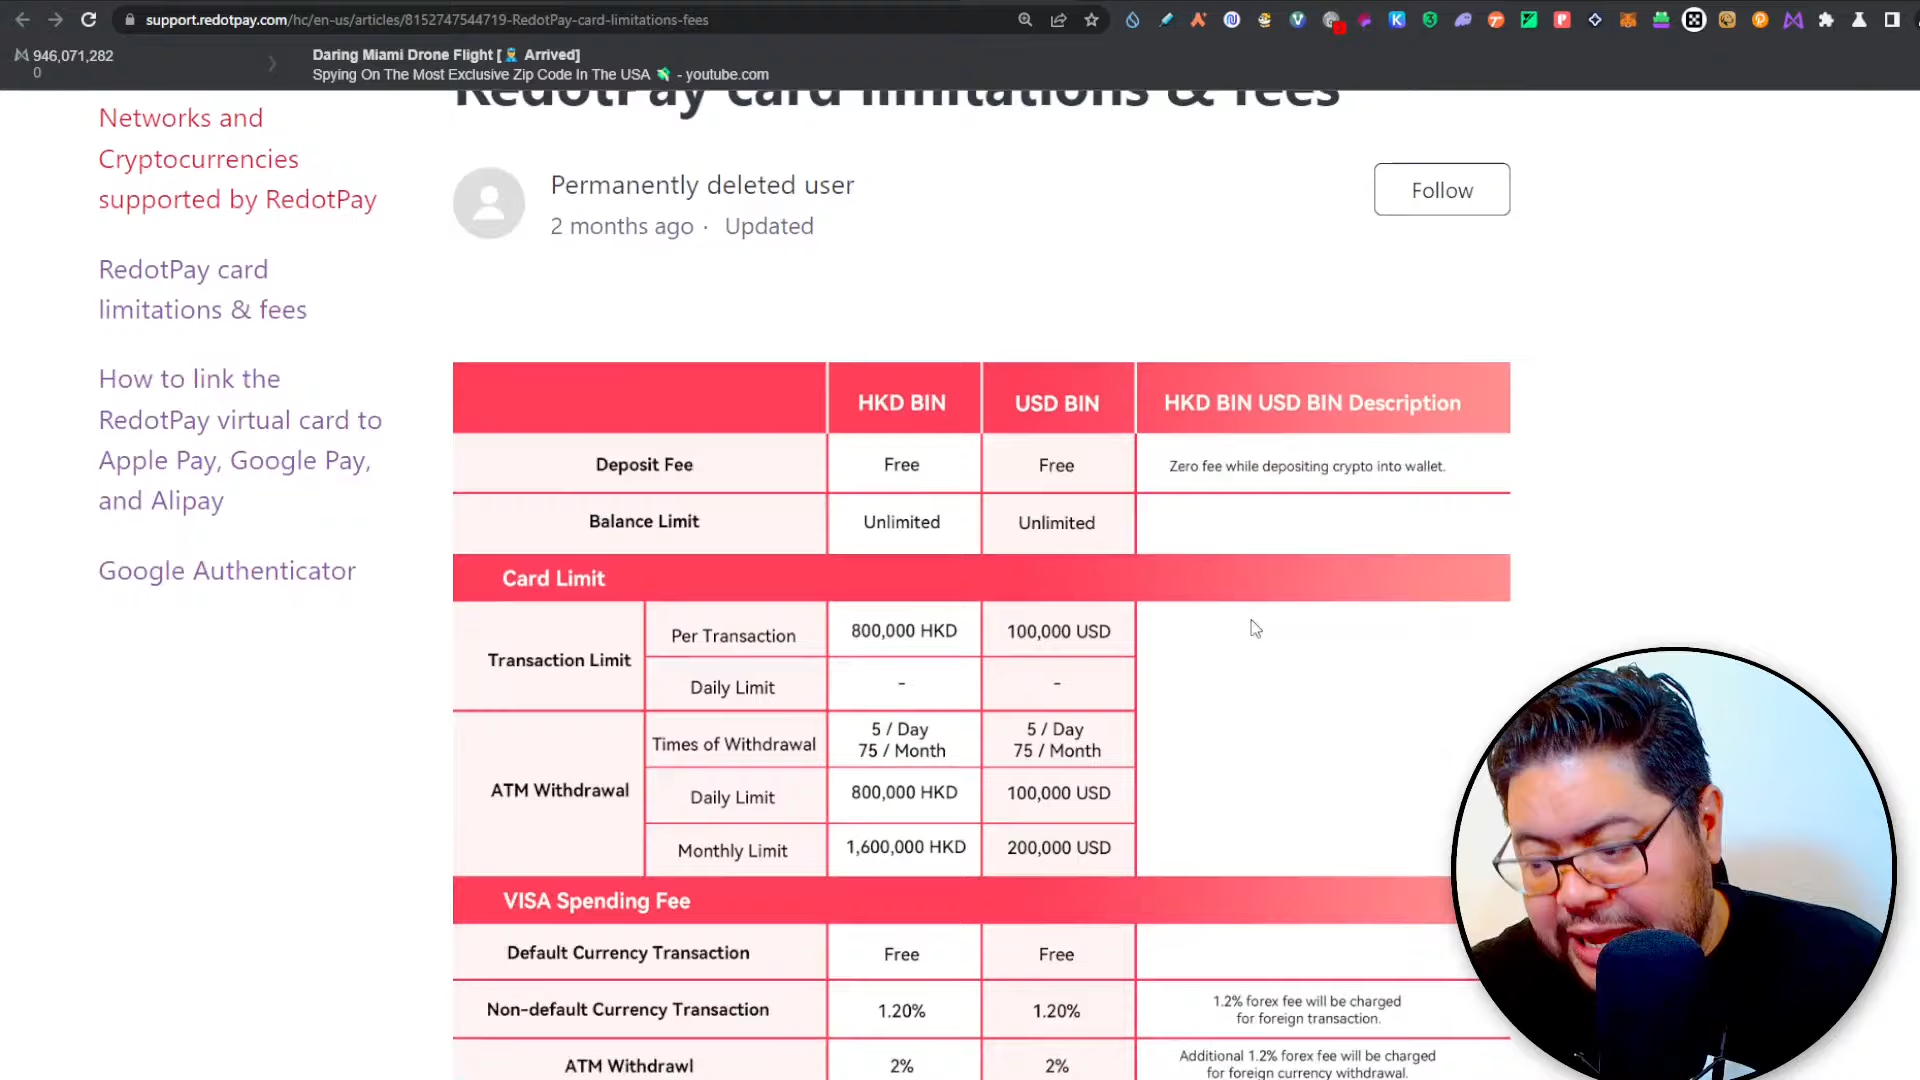 support.redotpay.com/hc/en-us/articles/8152747544719-RedotPay-card-limitations-fees
946,071,282
0
Daring Miami Drone Flight [ Arrived]
Spying On The Most Exclusive Zip Code In The USA - youtube.com
RedotPay card limitations & fees
Networks and
Cryptocurrencies
supported by RedotPay
RedotPay card
limitations & fees
How to link the
RedotPay virtual card to
Apple Pay, Google Pay,
and Alipay
Google Authenticator
Permanently deleted user
2 months ago · Updated
Follow
HKD BIN USD BIN HKD BIN USD BIN Description
Deposit Fee Free Free Zero fee while depositing crypto into wallet.
Balance Limit Unlimited Unlimited
Card Limit
Transaction Limit
Per Transaction 800,000 HKD 100,000 USD
Daily Limit - -
ATM Withdrawal
Times of Withdrawal
5 / Day
75 / Month
5 / Day
75 / Month
Daily Limit 800,000 HKD 100,000 USD
Monthly Limit 1,600,000 HKD 200,000 USD
VISA Spending Fee
Default Currency Transaction Free Free
Non-default Currency Transaction 1.20% 1.20%
1.2% forex fee will be charged
for foreign transaction.
ATM Withdrawl 2% 2%
Additional 1.2% forex fee will be charged
for foreign currency withdrawal.